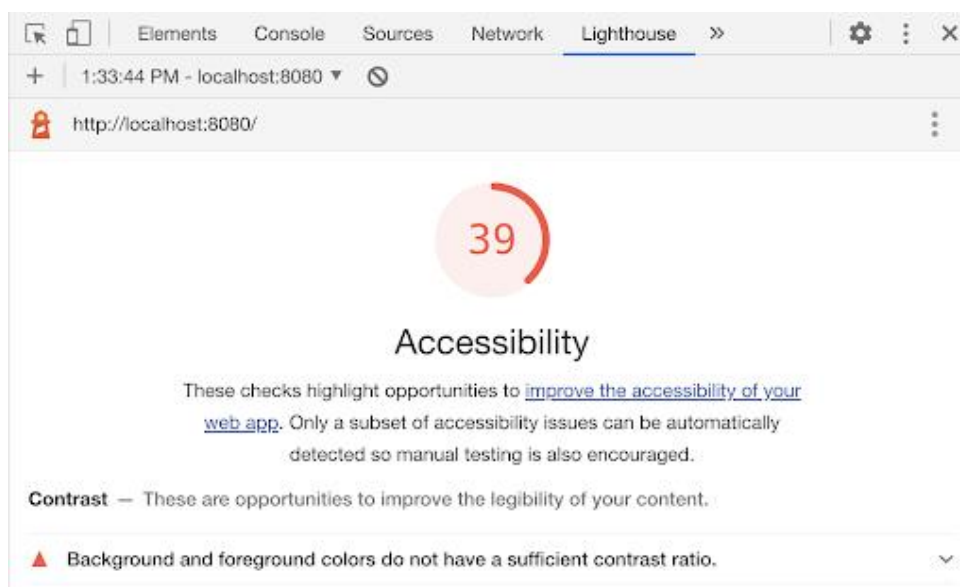 Elements Console Sources Network Lighthouse »
+ 1:33:44 PM - localhost:8080 ▼
http://localhost:8080/
39
Accessibility
These checks highlight opportunities to improve the accessibility of your
web app. Only a subset of accessibility issues can be automatically
detected so manual testing is also encouraged.
Contrast — These are opportunities to improve the legibility of your content.
Background and foreground colors do not have a sufficient contrast ratio.